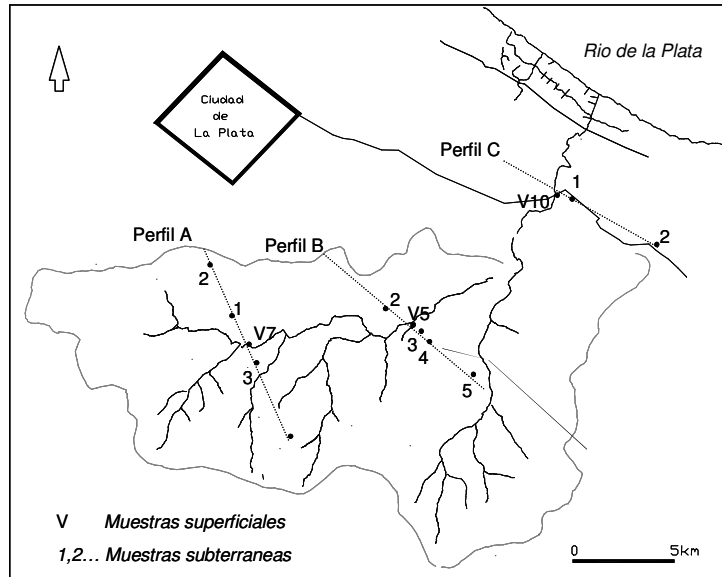 Rio de la Plata
Ciudad
de
La Plata
Perfil C
1
V10
2
Perfil A
Perfil B
2
2
1
V5
V7
3
4
3
5
V Muestras superficiales
1,2... Muestras subterraneas
0 5km